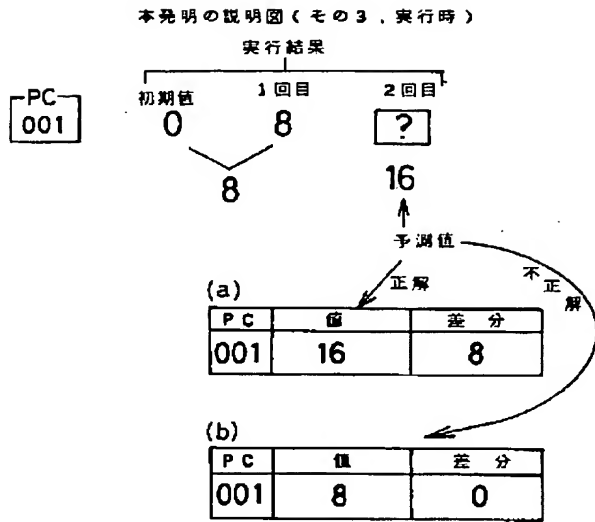 本発明の説明図(その3,実行時)
実行結果
PC
001
初期値 1回目 2回目
0 8 ?
8 16
予測値
正解 不正解
(a)
PC 値 差分
001 16 8
(b)
PC 値 差分
001 8 0